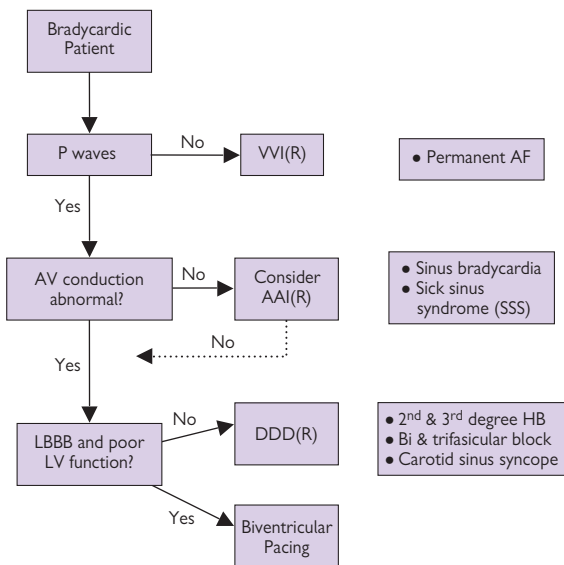 Bradycardic
Patient
P waves
No
VVI(R)
● Permanent AF
Yes
AV conduction
abnormal?
No
Consider
AAI(R)
● Sinus bradycardia
● Sick sinus
syndrome (SSS)
No
Yes
LBBB and poor
LV function?
No
DDD(R)
● 2nd & 3rd degree HB
● Bi & trifasicular block
● Carotid sinus syncope
Yes
Biventricular
Pacing